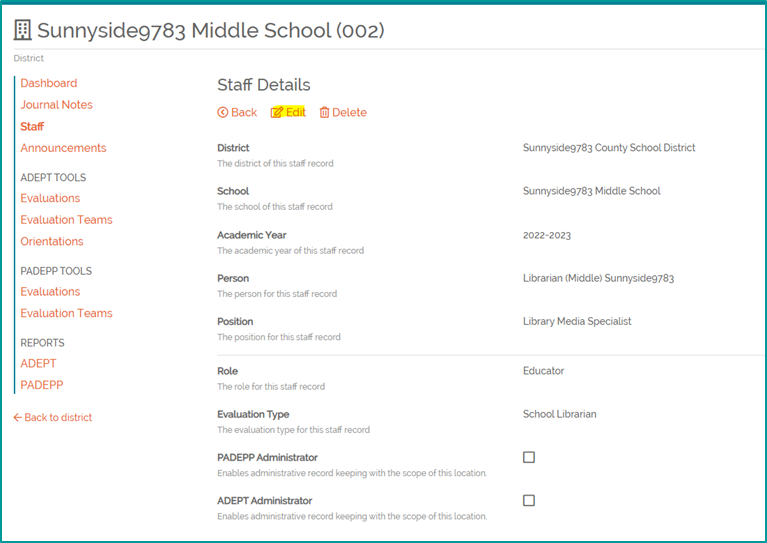 Sunnyside9783 Middle School (002)
District
Dashboard
Journal Notes
Staff
Announcements
ADEPT TOOLS
Evaluations
Evaluation Teams
Orientations
PADEPP TOOLS
Evaluations
Evaluation Teams
REPORTS
ADEPT
PADEPP
Back to district
Staff Details
Back Edit Delete
District Sunnyside9783 County School District
The district of this staff record
School Sunnyside9783 Middle School
The school of this staff record
Academic Year 2022-2023
The academic year of this staff record
Person Librarian (Middle) Sunnyside9783
The person for this staff record
Position Library Media Specialist
The position for this staff record
Role Educator
The role for this staff record
Evaluation Type School Librarian
The evaluation type for this staff record
PADEPP Administrator
Enables administrative record keeping with the scope of this location.
ADEPT Administrator
Enables administrative record keeping with the scope of this location.